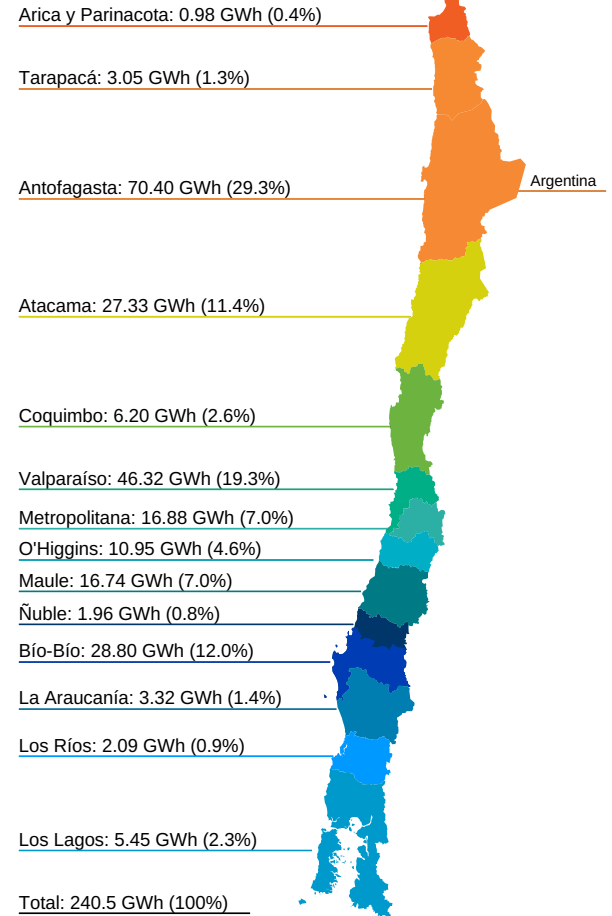 Arica y Parinacota: 0.98 GWh (0.4%)
Tarapacá: 3.05 GWh (1.3%)
Argentina
Antofagasta: 70.40 GWh (29.3%)
Atacama: 27.33 GWh (11.4%)
Coquimbo: 6.20 GWh (2.6%)
Valparaíso: 46.32 GWh (19.3%)
Metropolitana: 16.88 GWh (7.0%)
O'Higgins: 10.95 GWh (4.6%)
Maule: 16.74 GWh (7.0%)
Ñuble: 1.96 GWh (0.8%)
Bío-Bío: 28.80 GWh (12.0%)
La Araucanía: 3.32 GWh (1.4%)
Los Ríos: 2.09 GWh (0.9%)
Los Lagos: 5.45 GWh (2.3%)
Total: 240.5 GWh (100%)